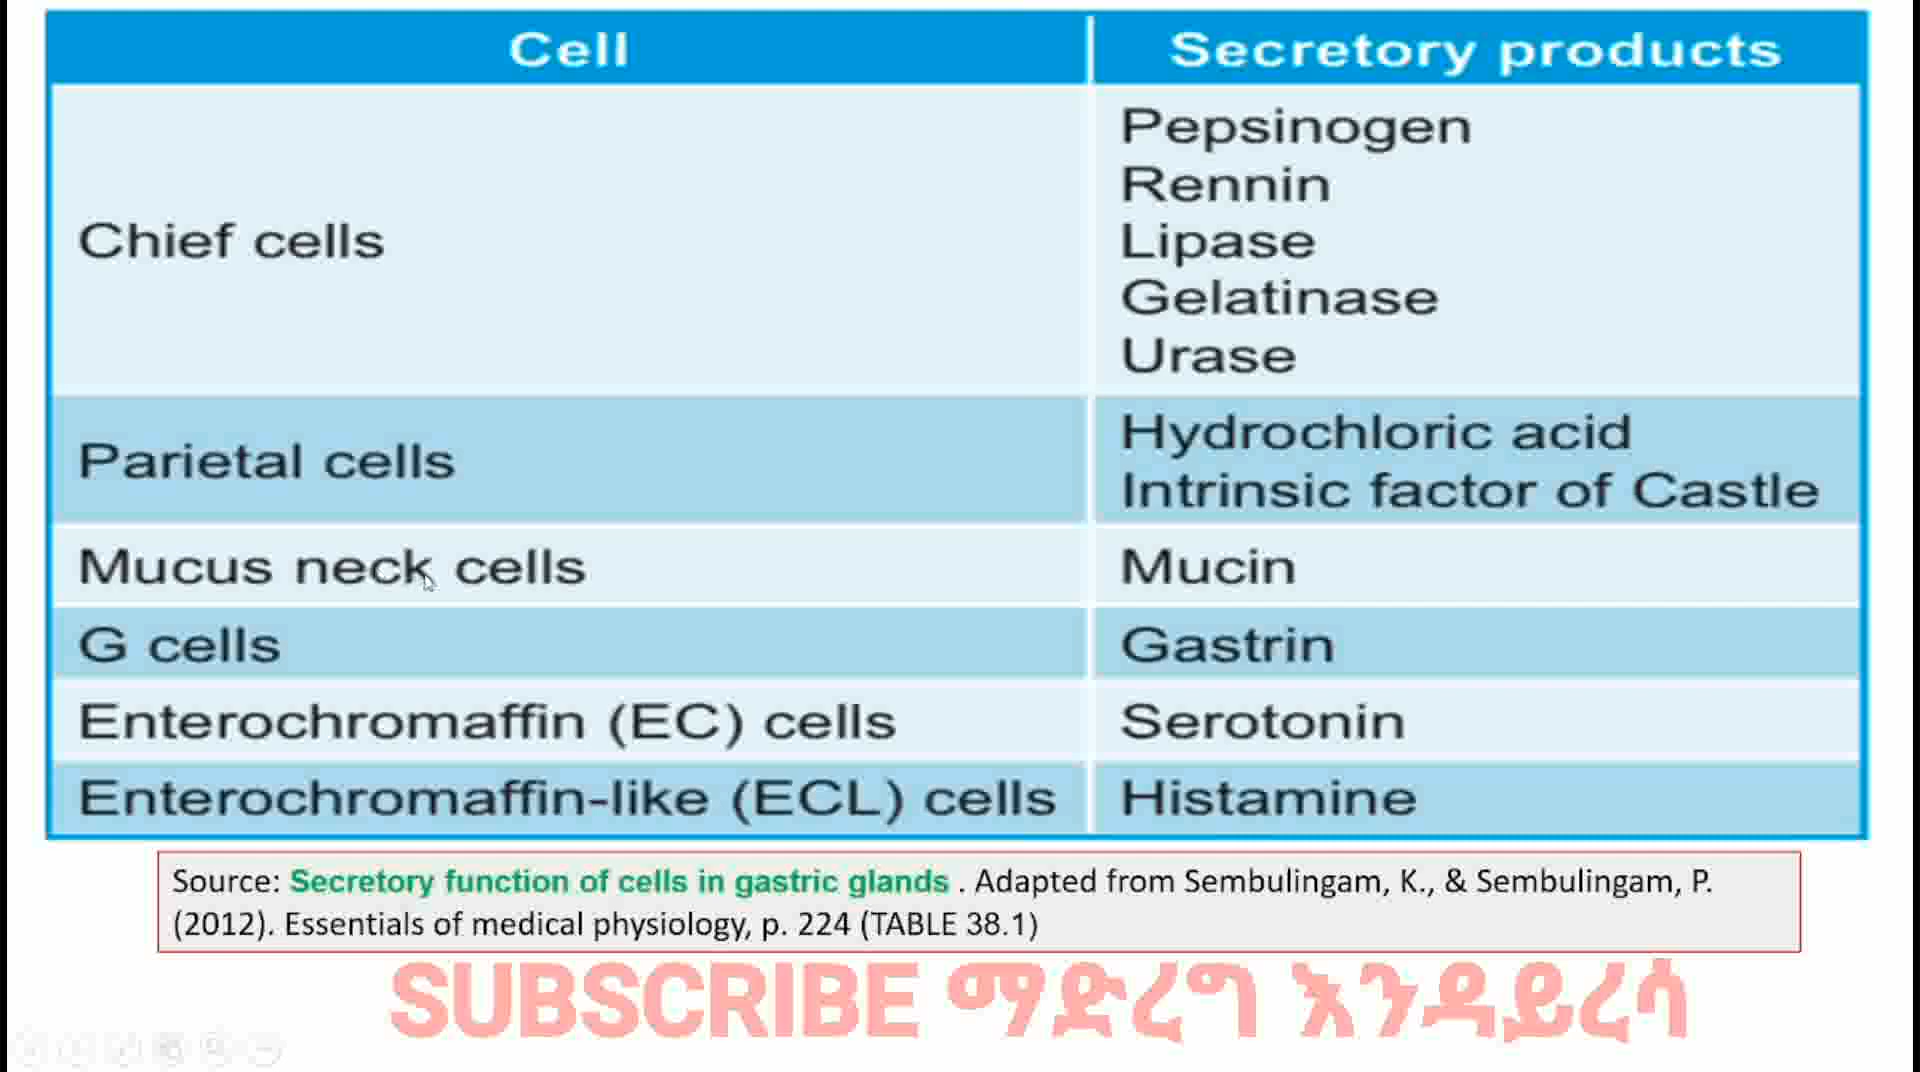 Cell Secretory products
Chief cells
Pepsinogen
Rennin
Lipase
Gelatinase
Urase
Parietal cells
Hydrochloric acid
Intrinsic factor of Castle
Mucus neck cells Mucin
G cells Gastrin
Enterochromaffin (EC) cells Serotonin
Enterochromaffin-like (ECL) cells Histamine
Source: Secretory function of cells in gastric glands . Adapted from Sembulingam, K., & Sembulingam, P.
(2012). Essentials of medical physiology, p. 224 (TABLE 38.1)
SUBSCRIBE ማድረግ እንዳይረሳ